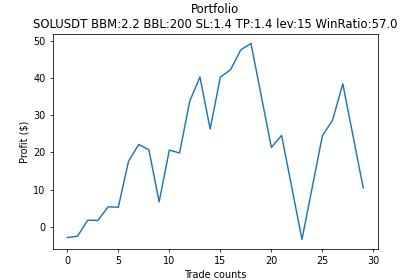 Portfolio
SOLUSDT BBM:2.2 BBL:200 SL:1.4 TP:1.4 lev:15 WinRatio:57.0
50
40
30
20
10
0
Profit ($)
0 5 10 15 20 25 30
Trade counts